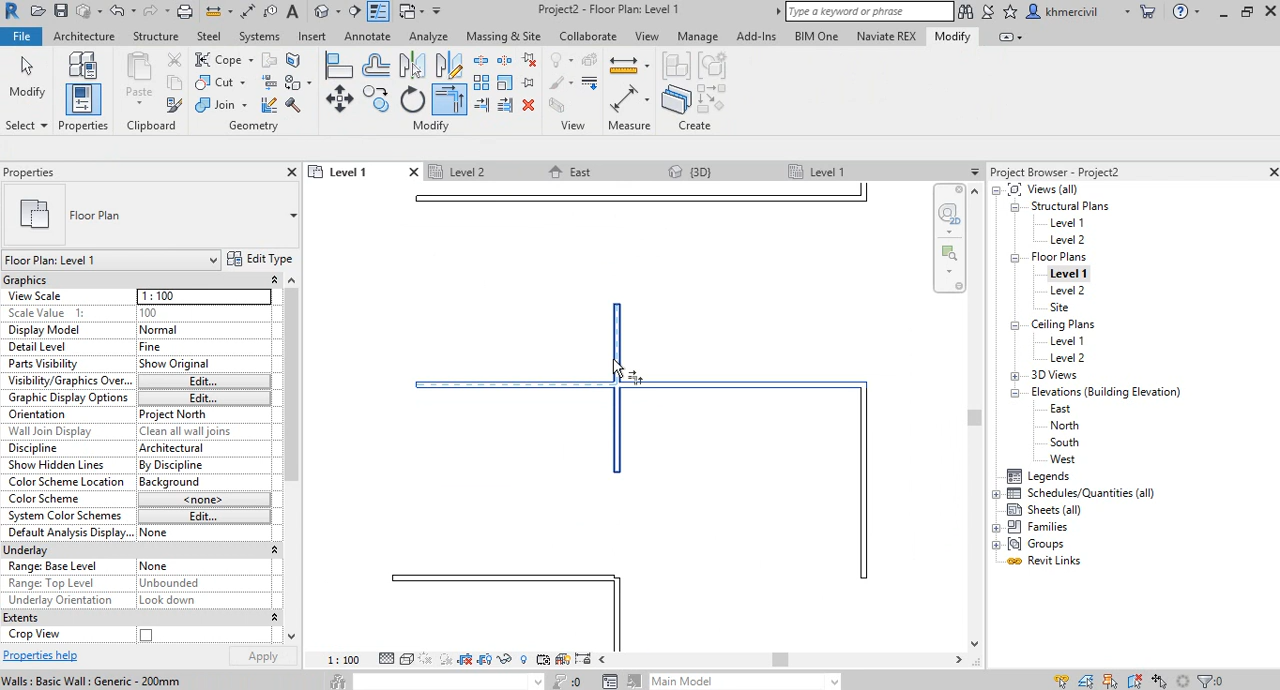 Project2 - Floor Plan: Level 1
Type a keyword or phrase
khmercivil
File
Architecture
Structure
Steel
Systems
Insert
Annotate
Analyze
Massing & Site
Collaborate
View
Manage
Add-Ins
BIM One
Naviate REX
Modify
Modify
Paste
Cope
Cut
Join
Select
Properties
Clipboard
Geometry
Modify
View
Measure
Create
Properties
Level 1
Level 2
East
{3D}
Level 1
Project Browser - Project2
Floor Plan
Floor Plan: Level 1
Edit Type
Graphics
View Scale 1 : 100
Scale Value 1: 100
Display Model Normal
Detail Level Fine
Parts Visibility Show Original
Visibility/Graphics Over... Edit...
Graphic Display Options Edit...
Orientation Project North
Wall Join Display Clean all wall joins
Discipline Architectural
Show Hidden Lines By Discipline
Color Scheme Location Background
Color Scheme <none>
System Color Schemes Edit...
Default Analysis Display... None
Underlay
Range: Base Level None
Range: Top Level Unbounded
Underlay Orientation Look down
Extents
Crop View
Properties help
Apply
2D
Views (all)
Structural Plans
Level 1
Level 2
Floor Plans
Level 1
Level 2
Site
Ceiling Plans
Level 1
Level 2
3D Views
Elevations (Building Elevation)
East
North
South
West
Legends
Schedules/Quantities (all)
Sheets (all)
Families
Groups
Revit Links
1 : 100
Walls : Basic Wall : Generic - 200mm
:0
Main Model
:0